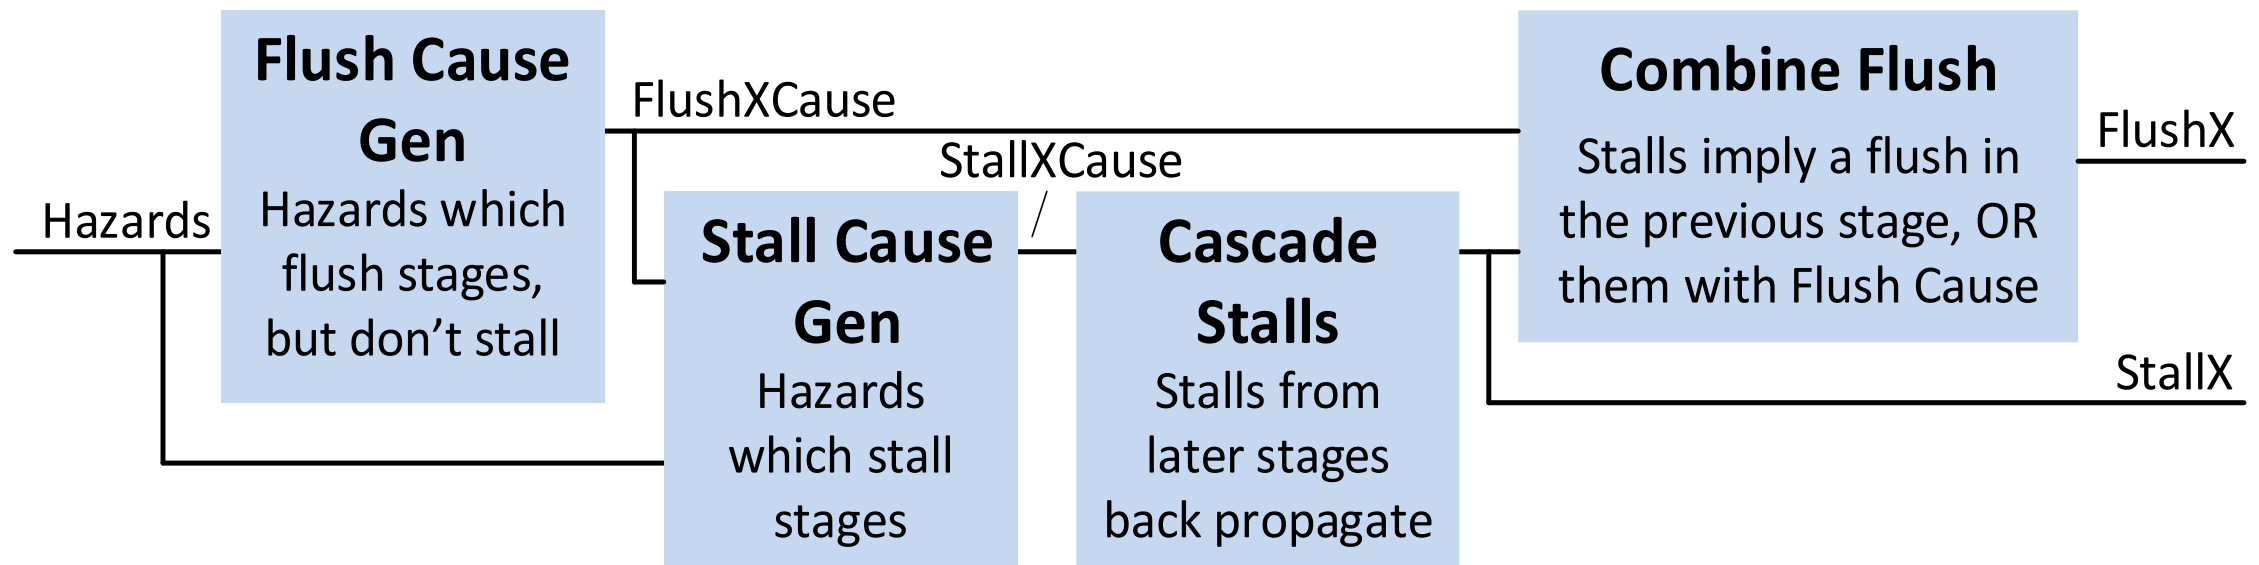 Hazards
Flush Cause
Gen
Hazards which
flush stages,
but don’t stall
FlushXCause
StallXCause
Stall Cause
Gen
Hazards
which stall
stages
Cascade
Stalls
Stalls from
later stages
back propagate
Combine Flush
Stalls imply a flush in
the previous stage, OR
them with Flush Cause
FlushX
StallX